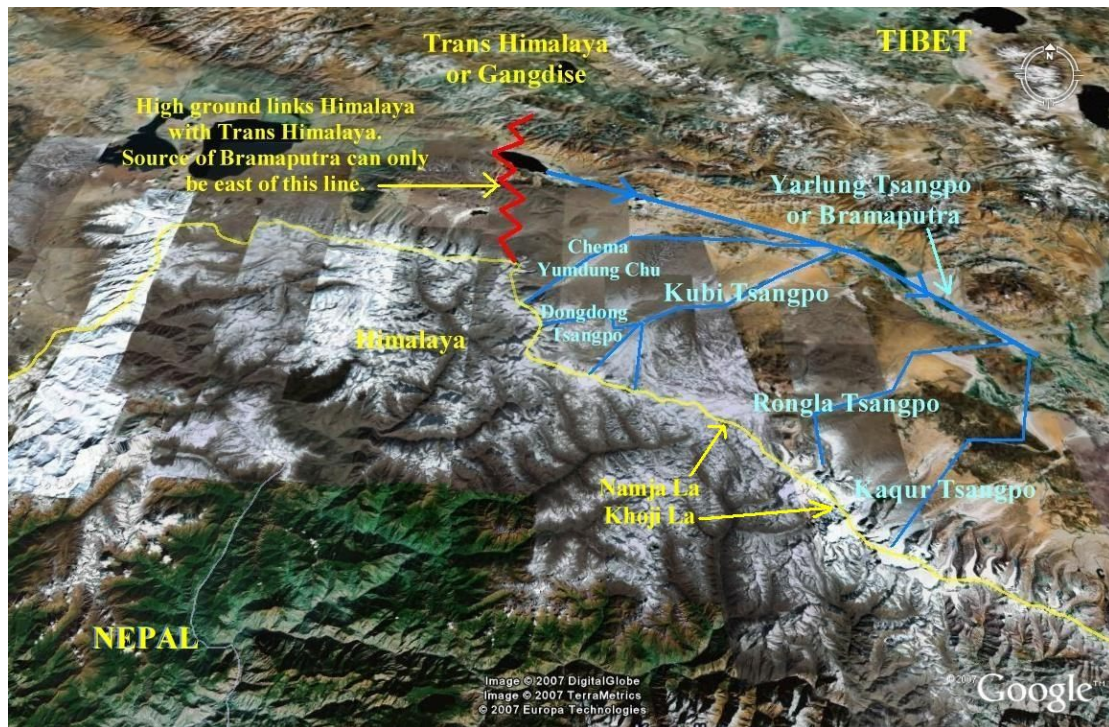 Trans Himalaya
or Gangdise
TIBET
N
High ground links Himalaya
with Trans Himalaya.
Source of Bramaputra can only
be east of this line.
Yarlung Tsangpo
or Bramaputra
Chema
Yumdung Chu
Kubi Tsangpo
Dongdong
Tsangpo
Himalaya
Rongla Tsangpo
Namja La
Khoji La
Kaqur Tsangpo
NEPAL
Image © 2007 DigitalGlobe
Image © 2007 TerraMetrics
© 2007 Europa Technologies
© 2007 Google™